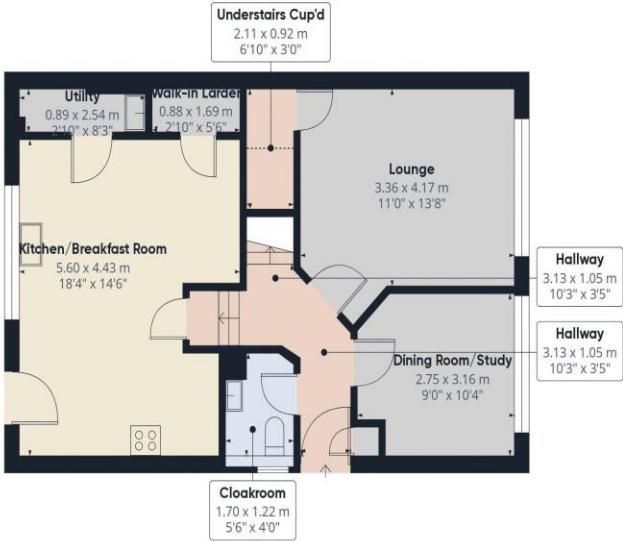 Understairs Cup'd
2.11 x 0.92 m
6'10" x 3'0"
Utility
0.89 x 2.54 m
2'10" x 8'3"
Walk-in Larder
0.88 x 1.69 m
2'10" x 5'6"
Lounge
3.36 x 4.17 m
11'0" x 13'8"
Kitchen/Breakfast Room
5.60 x 4.43 m
18'4" x 14'6"
Hallway
3.13 x 1.05 m
10'3" x 3'5"
Hallway
3.13 x 1.05 m
10'3" x 3'5"
Dining Room/Study
2.75 x 3.16 m
9'0" x 10'4"
Cloakroom
1.70 x 1.22 m
5'6" x 4'0"